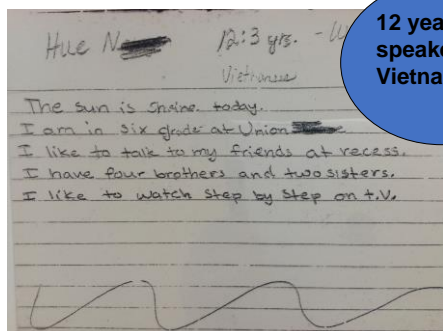 Hue N
12:3 yrs. -
Vietnamese
The sun is shine today.
I am in six grade at Union
I like to talk to my friends at recess.
I have four brothers and two sisters.
I like to watch step by step on t.v.
12 yea
speake
Vietna